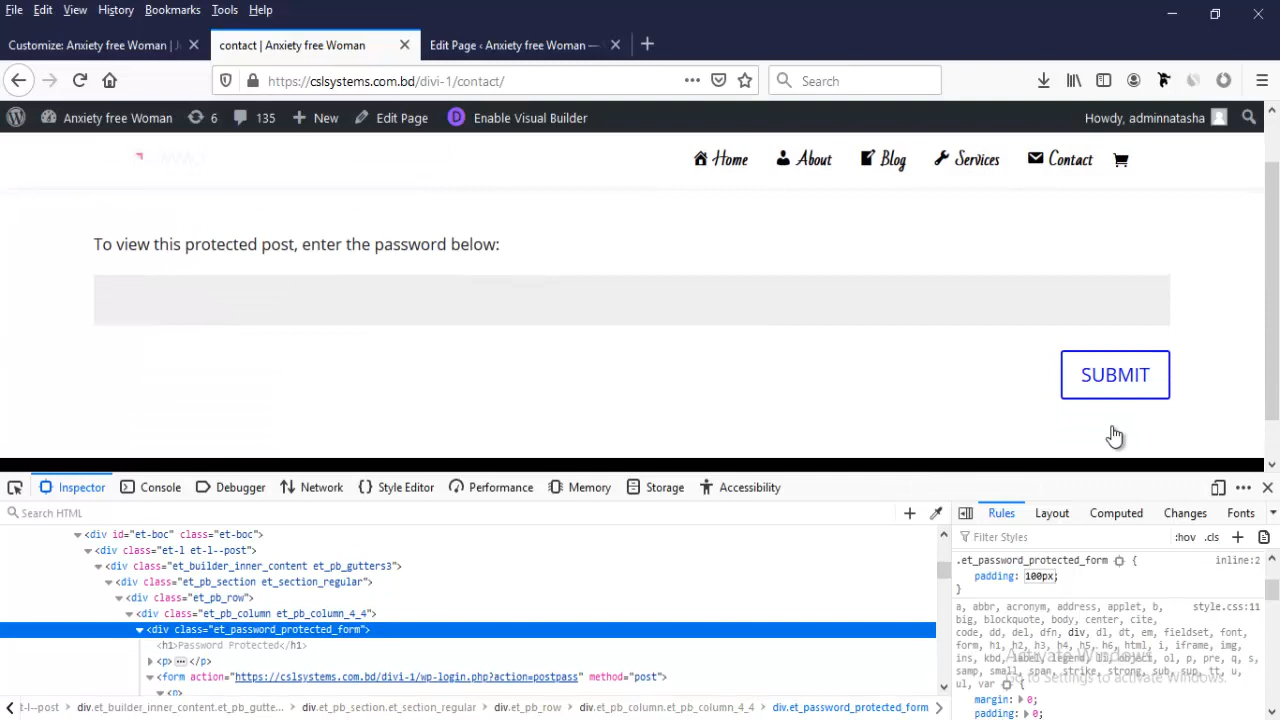 File Edit View History Bookmarks Tools Help
Customize: Anxiety free Woman |
contact | Anxiety free Woman
Edit Page ‹ Anxiety free Woman —
https://cslsystems.com.bd/divi-1/contact/
Search
Anxiety free Woman 6 135 New Edit Page D Enable Visual Builder Howdy, adminnatasha
Home About Blog Services Contact
To view this protected post, enter the password below:
SUBMIT
Inspector Console Debugger Network Style Editor Performance Memory Storage Accessibility
Search HTML
Rules Layout Computed Changes Fonts
Filter Styles :hov .cls
<div id="et-boc" class="et-boc">
<div class="et-l et-l--post">
<div class="et_builder_inner_content et_pb_gutters3">
<div class="et_pb_section et_section_regular">
<div class="et_pb_row">
<div class="et_pb_column et_pb_column_4_4">
<div class="et_password_protected_form">
<h1>Password Protected</h1>
<p> ••• </p>
<form action="https://cslsystems.com.bd/divi-1/wp-login.php?action=postpass" method="post">
<p>
t-l--post div.et_builder_inner_content.et_pb_gutte... div.et_pb_section.et_section_regular div.et_pb_row div.et_pb_column.et_pb_column_4_4 div.et_password_protected_form
.et_password_protected_form { inline:2
padding: 100px;
}
a, abbr, acronym, address, applet, b, style.css:11
big, blockquote, body, center, cite,
code, dd, del, dfn, div, dl, dt, em, fieldset, font,
form, h1, h2, h3, h4, h5, h6, html, i, iframe, img,
ins, kbd, label, legend, li, object, ol, p, pre, q, s,
samp, small, span, strike, strong, sub, sup, tt, u,
ul, var {
margin: 0;
padding: 0;
Activate Windows
Go to Settings to activate Windows.